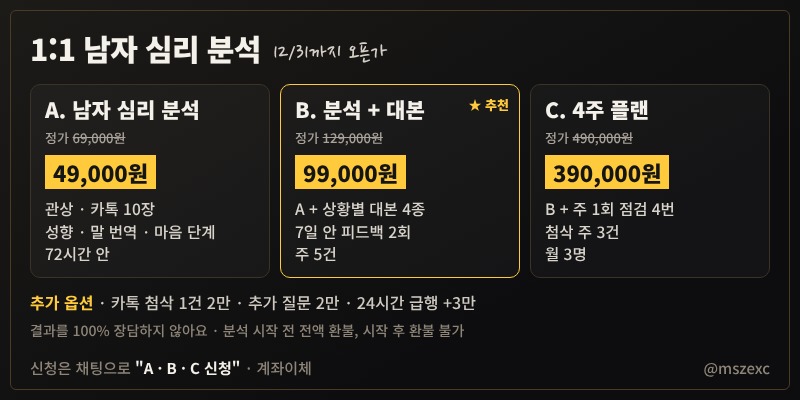 1:1 남자 심리 분석 12/31까지 오픈가
A. 남자 심리 분석
정가 69,000원
49,000원
관상 · 카톡 10장
성향 · 말 번역 · 마음 단계
72시간 안
B. 분석 + 대본 ★ 추천
정가 129,000원
99,000원
A + 상황별 대본 4종
7일 안 피드백 2회
주 5건
C. 4주 플랜
정가 490,000원
390,000원
B + 주 1회 점검 4번
첨삭 주 3건
월 3명
추가 옵션 · 카톡 첨삭 1건 2만 · 추가 질문 2만 · 24시간 급행 +3만
결과를 100% 장담하지 않아요 · 분석 시작 전 전액 환불, 시작 후 환불 불가
신청은 채팅으로 "A · B · C 신청" · 계좌이체
@mszexc